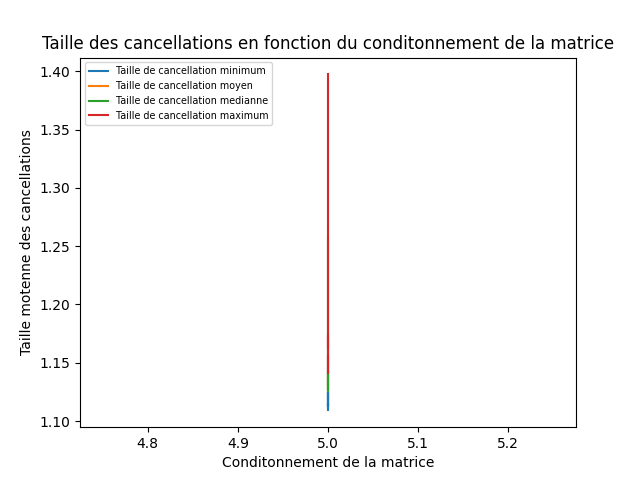 Taille des cancellations en fonction du conditonnement de la matrice
Taille de cancellation minimum
Taille de cancellation moyen
Taille de cancellation medianne
Taille de cancellation maximum
Taille motenne des cancellations
1.40
1.35
1.30
1.25
1.20
1.15
1.10
4.8 4.9 5.0 5.1 5.2
Conditonnement de la matrice